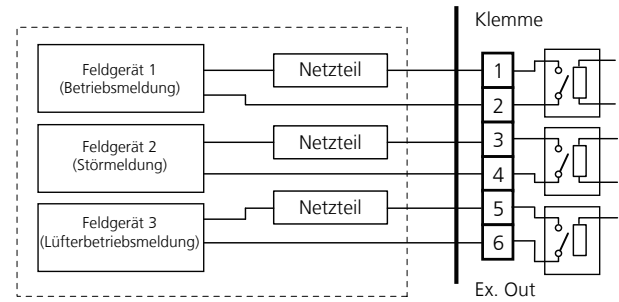 Klemme
Feldgerät 1
(Betriebsmeldung)
Netzteil
1
2
Feldgerät 2
(Störmeldung)
Netzteil
3
4
Feldgerät 3
(Lüfterbetriebsmeldung)
Netzteil
5
6
Ex. Out